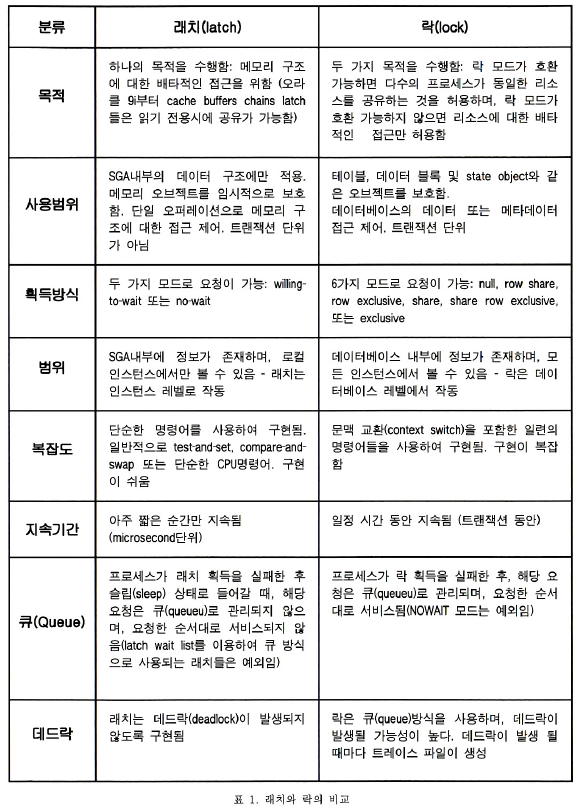 분류
래치(latch)
락(lock)
목적
하나의 목적을 수행함: 메모리 구조
에 대한 배타적인 접근을 위함 (오라
클 9i부터 cache buffers chains latch
들은 읽기 전용시에 공유가 가능함)
두 가지 목적을 수행함: 락 모드가 호환
가능하면 다수의 프로세스가 동일한 리소
스를 공유하는 것을 허용하며, 락 모드가
호환 가능하지 않으면 리소스에 대한 배타
적인 접근만 허용함
사용범위
SGA내부의 데이터 구조에만 적용.
메모리 오브젝트를 임시적으로 보호
함. 단일 오퍼레이션으로 메모리 구
조에 대한 접근 제어. 트랜잭션 단위
가 아님
테이블, 데이터 블록 및 state object와 같
은 오브젝트를 보호함.
데이터베이스의 데이터 또는 메타데이터
접근 제어. 트랜잭션 단위
획득방식
두 가지 모드로 요청이 가능: willing-
to-wait 또는 no-wait
6가지 모드로 요청이 가능: null, row share,
row exclusive, share, share row exclusive,
또는 exclusive
범위
SGA내부에 정보가 존재하며, 로컬
인스턴스에서만 볼 수 있음 - 래치는
인스턴스 레벨로 작동
데이터베이스 내부에 정보가 존재하며, 모
든 인스턴스에서 볼 수 있음 - 락은 데이
터베이스 레벨에서 작동
복잡도
단순한 명령어를 사용하여 구현됨.
일반적으로 test-and-set, compare-and-
swap 또는 단순한 CPU명령어. 구현
이 쉬움
문맥 교환(context switch)을 포함한 일련의
명령어들을 사용하여 구현됨. 구현이 복잡
함
지속기간
아주 짧은 순간만 지속됨
(microsecond단위)
일정 시간 동안 지속됨 (트랜잭션 동안)
큐(Queue)
프로세스가 래치 획득을 실패한 후
슬립(sleep) 상태로 들어갈 때, 해당
요청은 큐(queueu)로 관리되지 않으
며, 요청한 순서대로 서비스되지 않
음(latch wait list를 이용하여 큐 방식
으로 사용되는 래치들은 예외임)
프로세스가 락 획득을 실패한 후, 해당 요
청은 큐(queueu)로 관리되며, 요청한 순서
대로 서비스됨(NOWAIT 모드는 예외임)
데드락
래치는 데드락(deadlock)이 발생되지
않도록 구현됨
락은 큐(queue)방식을 사용하며, 데드락이
발생될 가능성이 높다. 데드락이 발생 될
때마다 트레이스 파일이 생성
표 1. 래치와 락의 비교